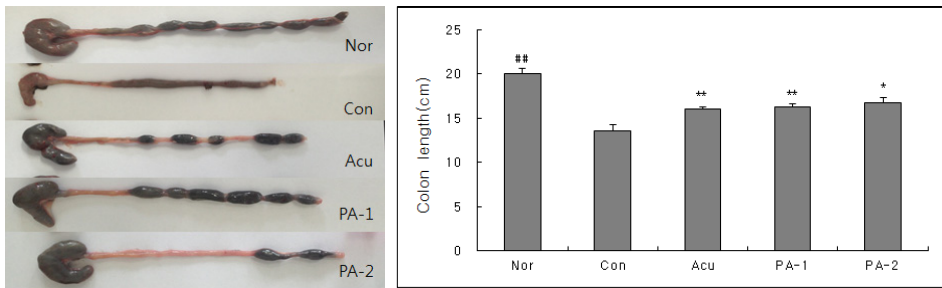 Nor
Con
Acu
PA-1
PA-2
Colon length(cm)
25
20
15
10
5
0
##
**
**
*
Nor
Con
Acu
PA-1
PA-2